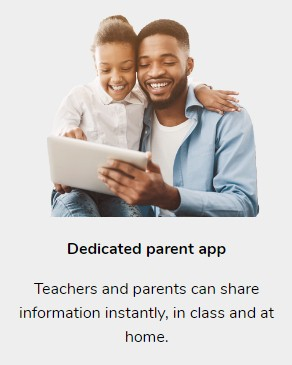 Dedicated parent app
Teachers and parents can share
information instantly, in class and at
home.